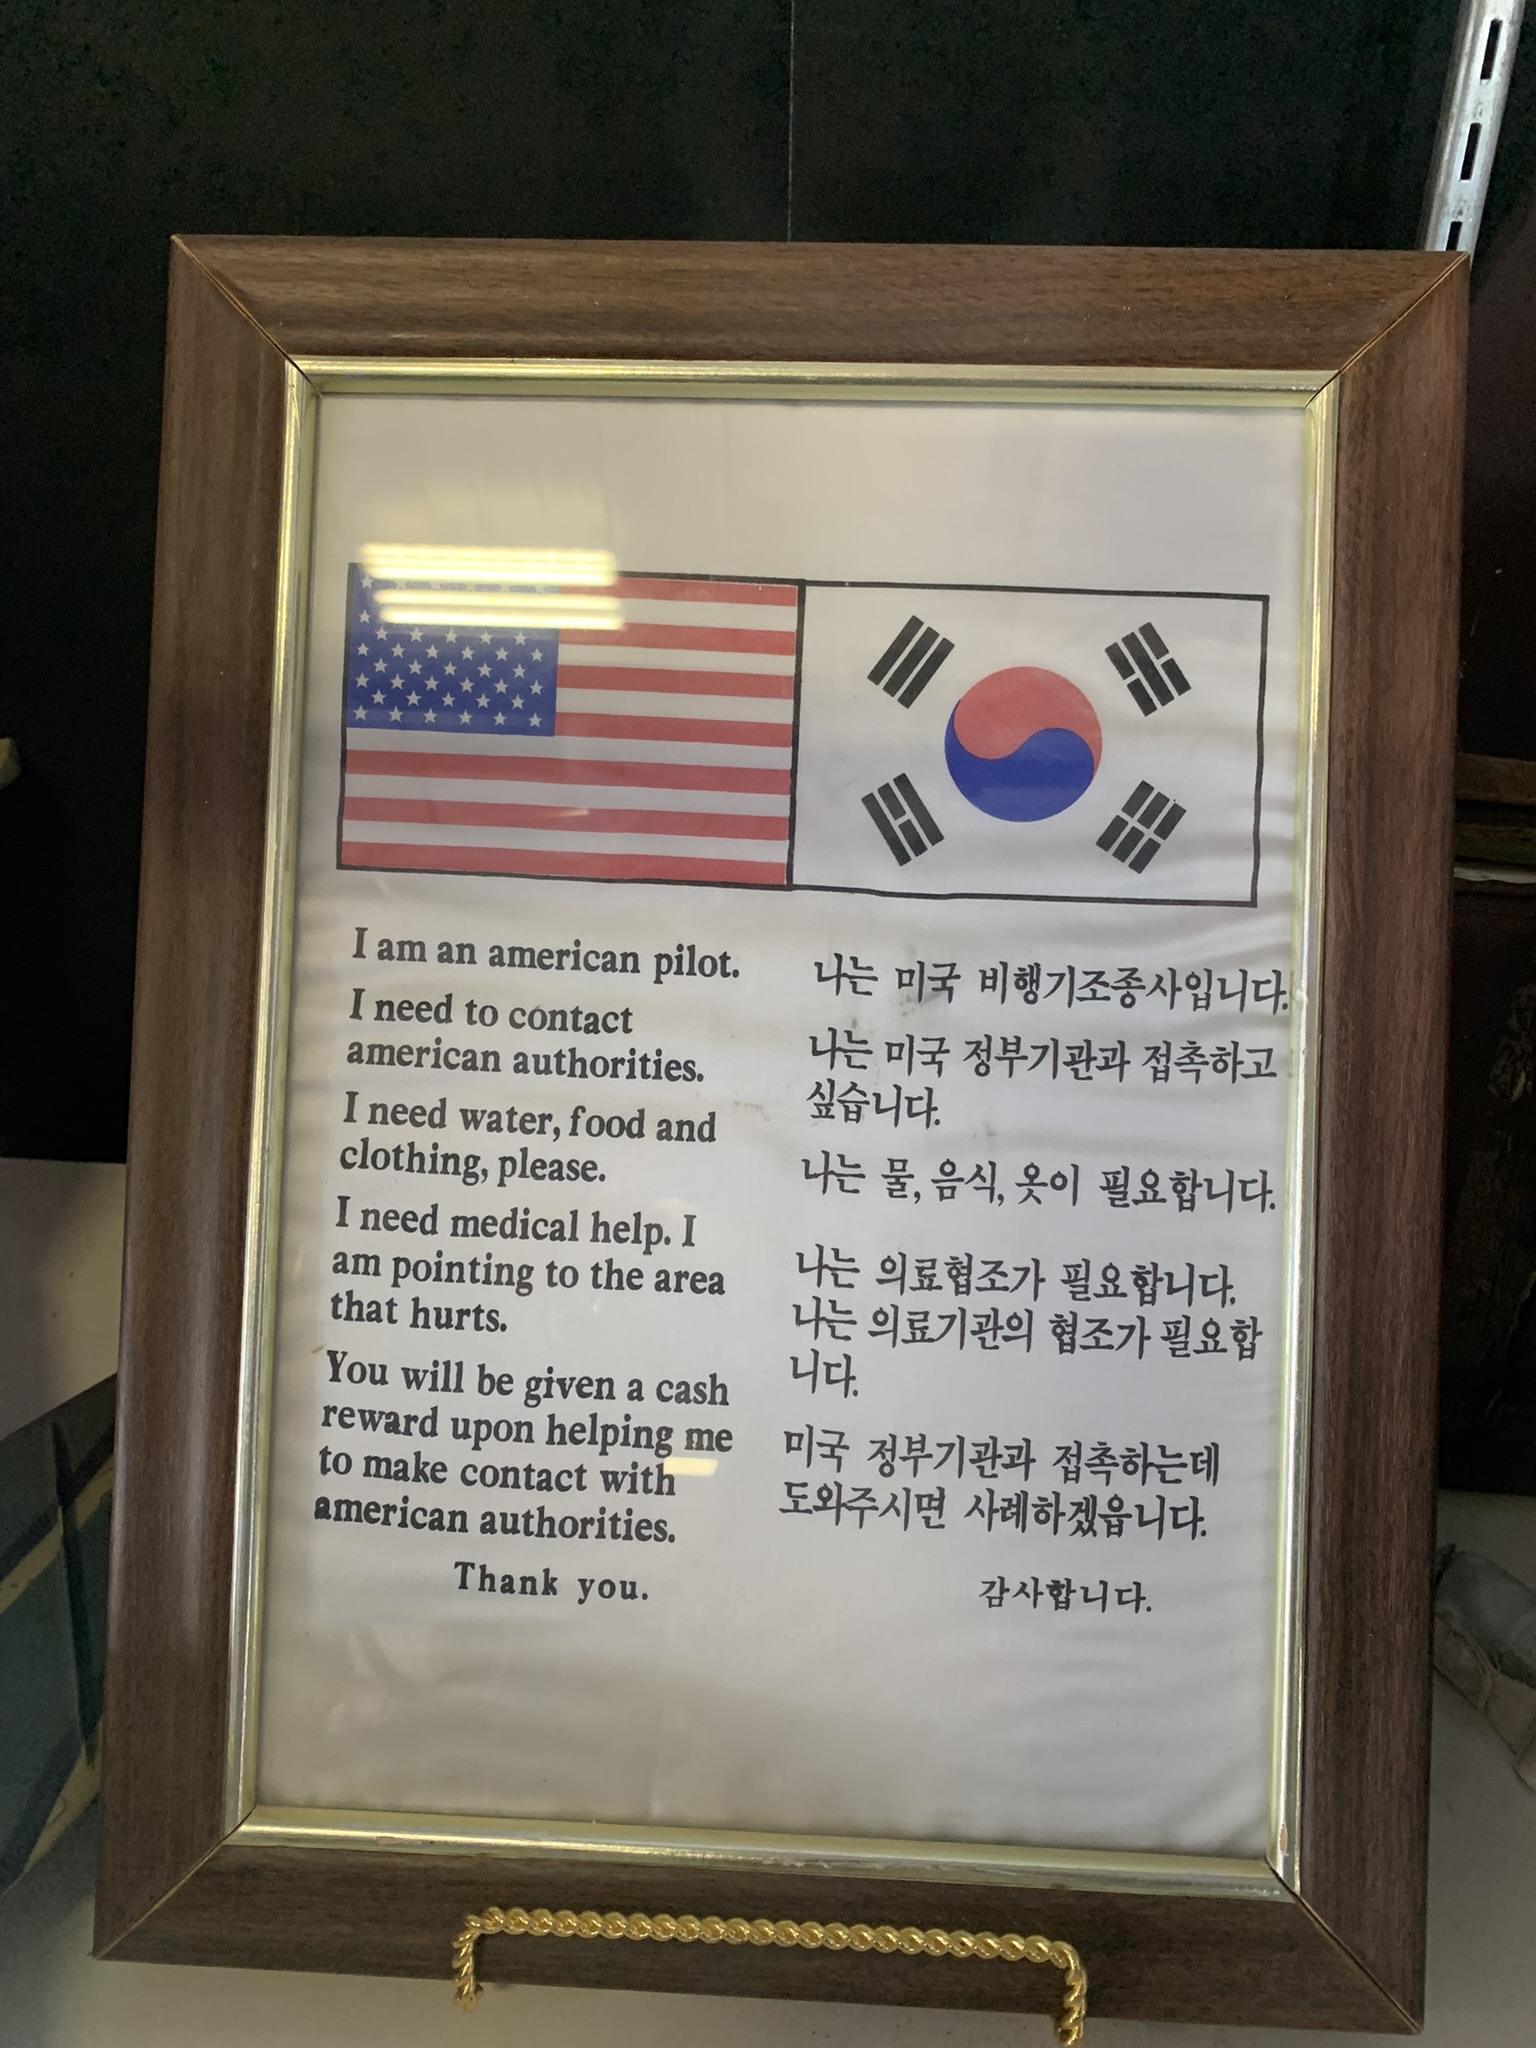 I am an american pilot.
I need to contact
american authorities.
I need water, food and
clothing, please.
I need medical help. I
am pointing to the area
that hurts.
You will be given a cash
reward upon helping me
to make contact with
american authorities.
Thank you.
나는 미국 비행기조종사입니다.
나는 미국 정부기관과 접촉하고
싶습니다.
나는 물, 음식, 옷이 필요합니다.
나는 의료협조가 필요합니다.
나는 의료기관의 협조가 필요합
니다.
미국 정부기관과 접촉하는데
도와주시면 사례하겠읍니다.
감사합니다.